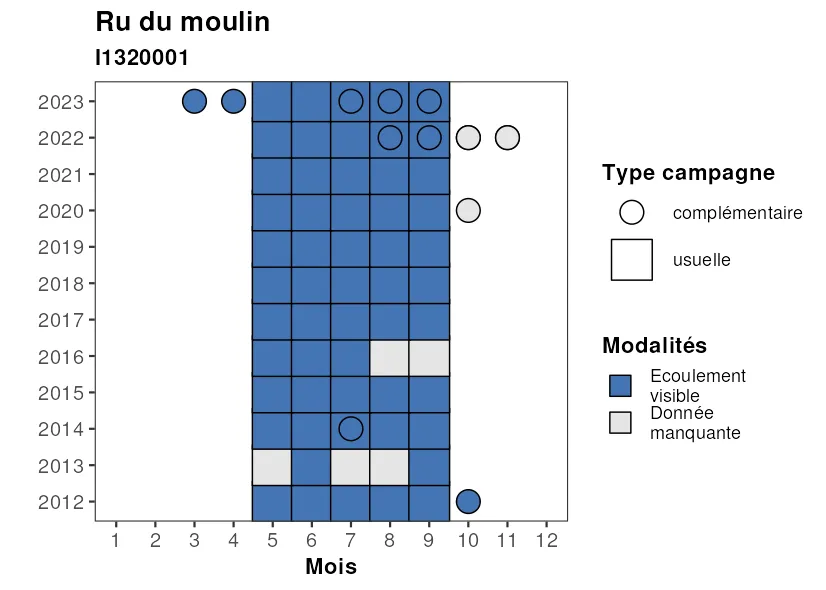 Ru du moulin
I1320001
2023
2022
2021
2020
2019
2018
2017
2016
2015
2014
2013
2012
1 2 3 4 5 6 7 8 9 10 11 12
Mois
Type campagne
complémentaire
usuelle
Modalités
Ecoulement
visible
Donnée
manquante